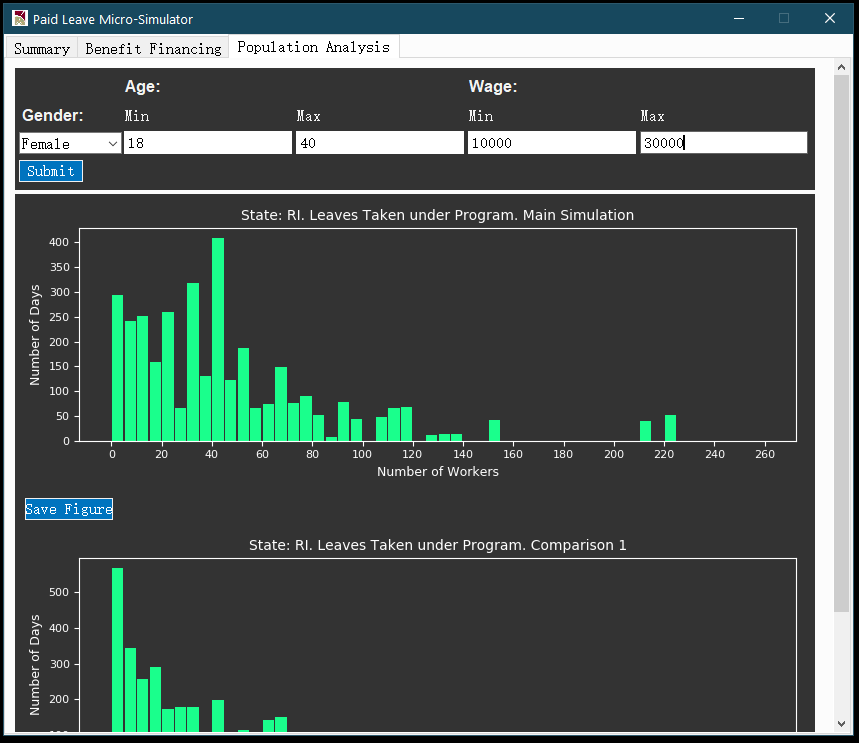 Paid Leave Micro-Simulator
Summary Benefit Financing Population Analysis
Age: Wage:
Gender: Min Max Min Max
Female 18 40 10000 30000
Submit
State: RI. Leaves Taken under Program. Main Simulation
Number of Days
400
350
300
250
200
150
100
50
0
0 20 40 60 80 100 120 140 160 180 200 220 240 260
Number of Workers
Save Figure
State: RI. Leaves Taken under Program. Comparison 1
Number of Days
500
400
300
200